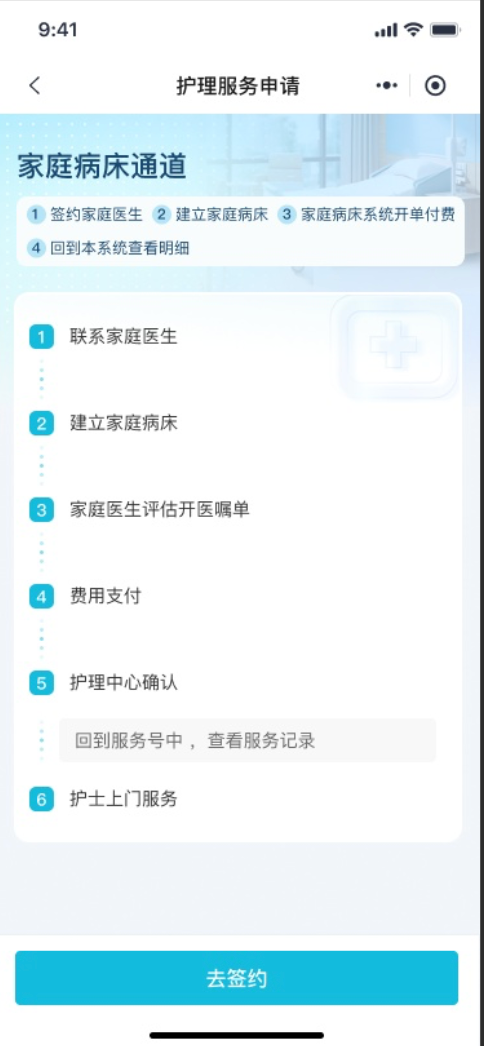 9:41
护理服务申请
家庭病床通道
1 签约家庭医生 2 建立家庭病床 3 家庭病床系统开单付费
4 回到本系统查看明细
1 联系家庭医生
2 建立家庭病床
3 家庭医生评估开医嘱单
4 费用支付
5 护理中心确认
回到服务号中，查看服务记录
6 护士上门服务
去签约